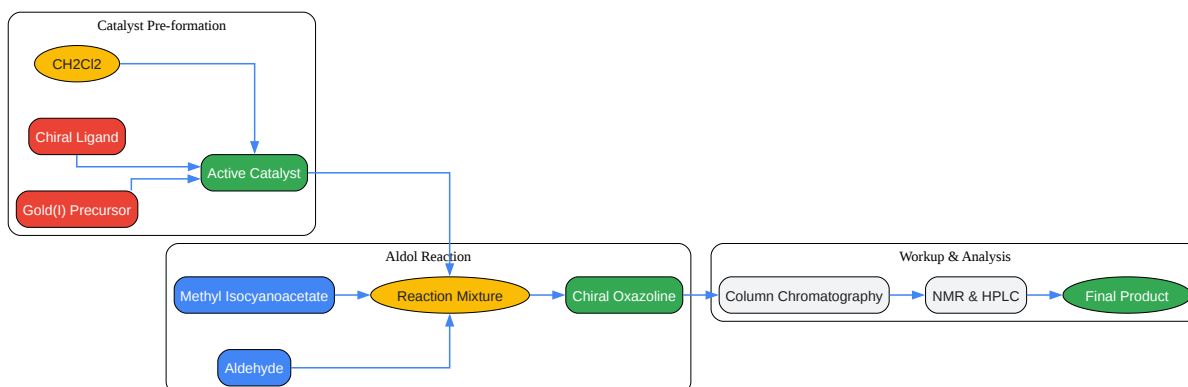 Catalyst Pre-formation
CH2Cl2
Chiral Ligand
Active Catalyst
Gold(I) Precursor
Aldol Reaction
Methyl Isocyanoacetate
Reaction Mixture
Chiral Oxazoline
Aldehyde
Workup & Analysis
Column Chromatography
NMR & HPLC
Final Product